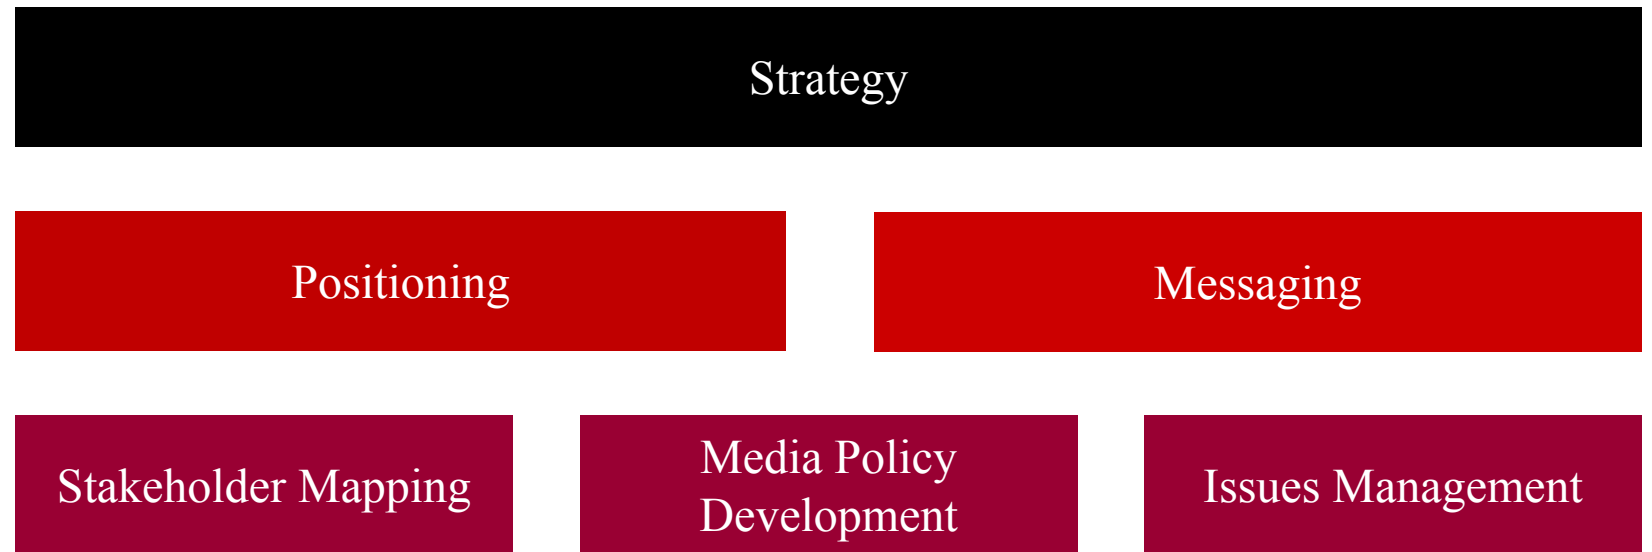 Strategy
Positioning
Messaging
Stakeholder Mapping
Media Policy
Development
Issues Management